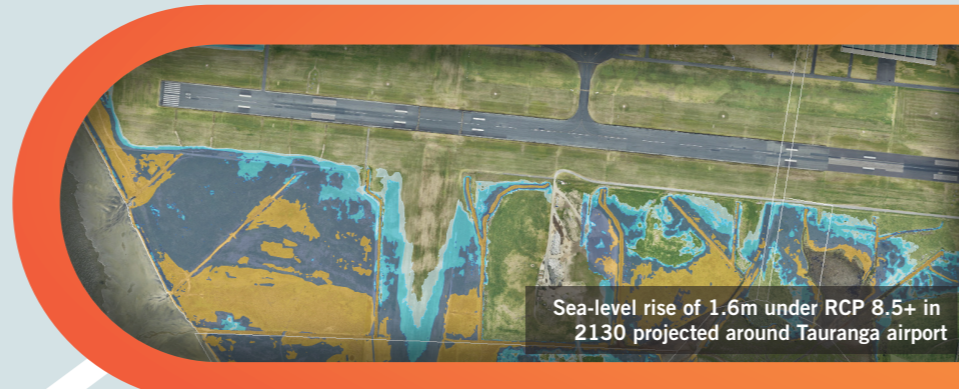 Sea-level rise of 1.6m under RCP 8.5+ in
2130 projected around Tauranga airport